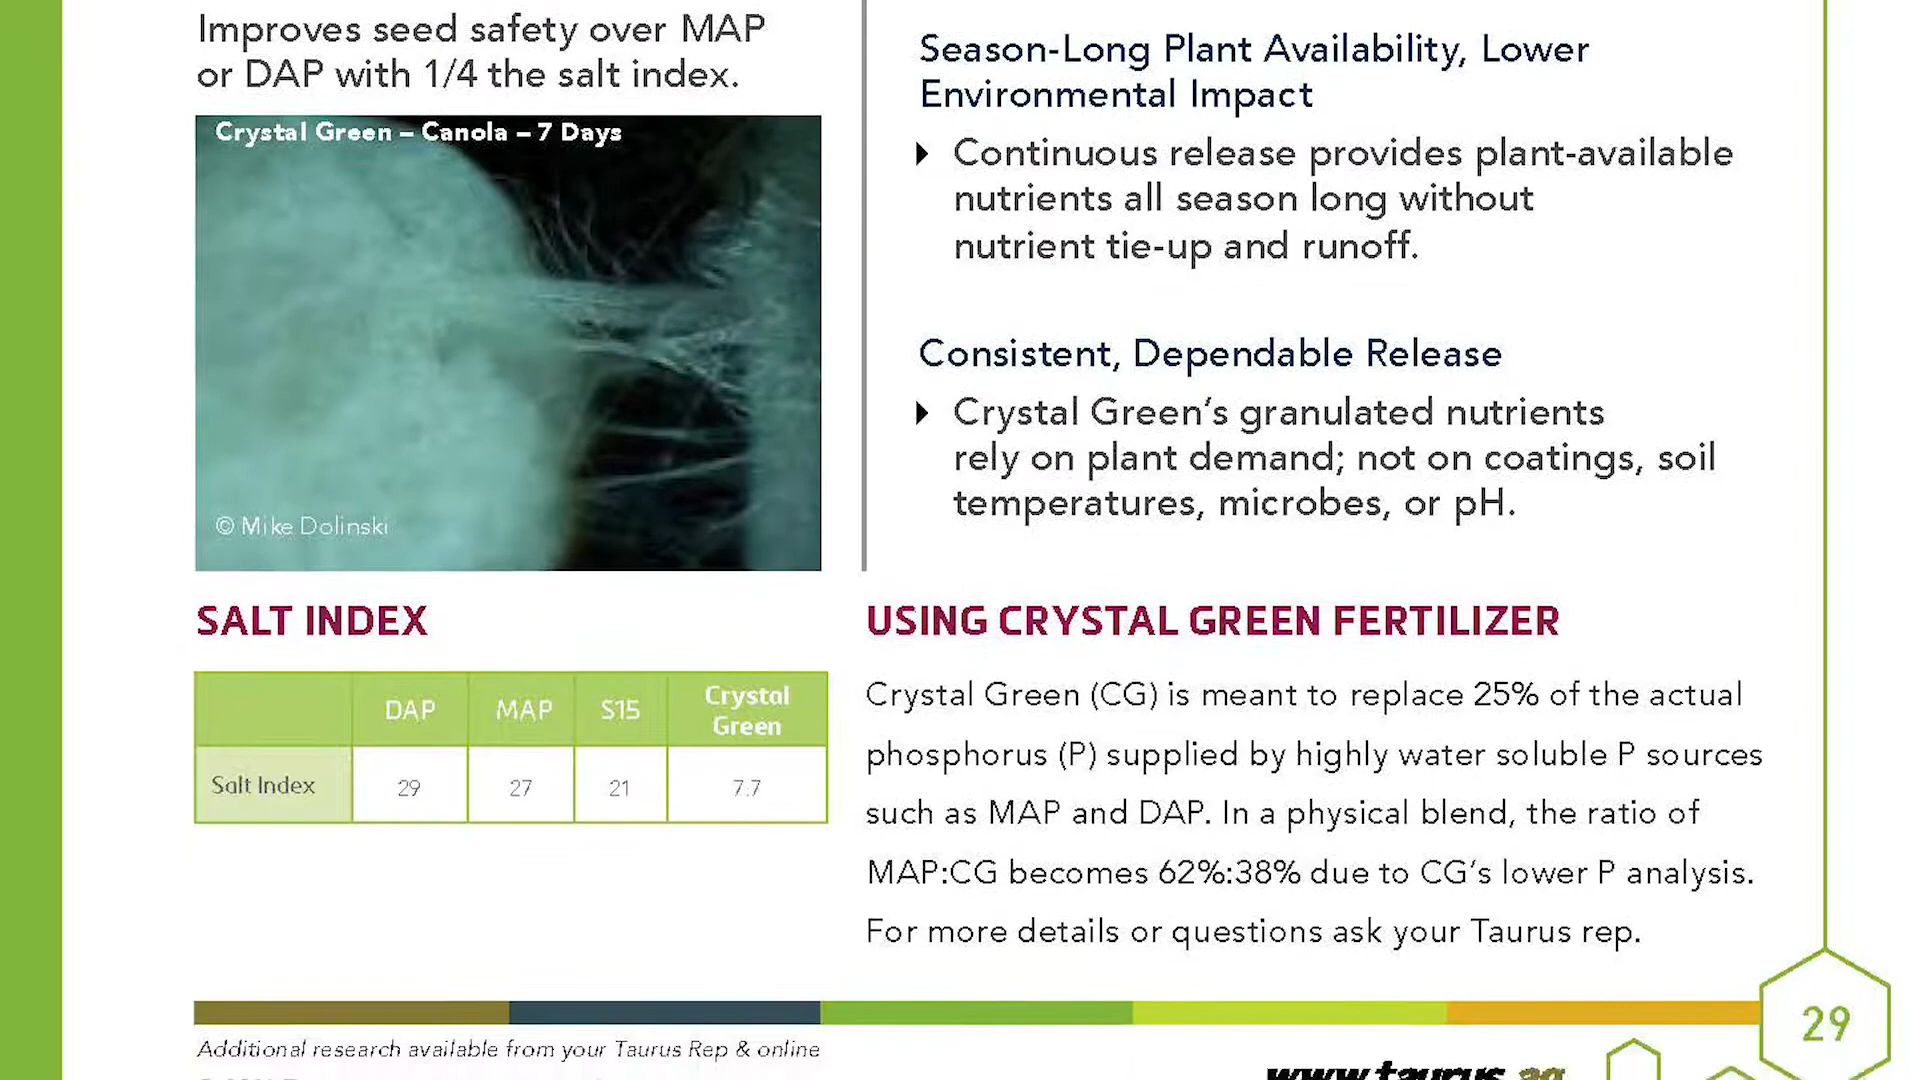 Improves seed safety over MAP
or DAP with 1/4 the salt index.
Crystal Green – Canola – 7 Days
© Mike Dolinski
Season-Long Plant Availability, Lower
Environmental Impact
Continuous release provides plant-available
nutrients all season long without
nutrient tie-up and runoff.
Consistent, Dependable Release
Crystal Green's granulated nutrients
rely on plant demand; not on coatings, soil
temperatures, microbes, or pH.
SALT INDEX
DAP MAP S15 Crystal Green
Salt Index 29 27 21 7.7
USING CRYSTAL GREEN FERTILIZER
Crystal Green (CG) is meant to replace 25% of the actual
phosphorus (P) supplied by highly water soluble P sources
such as MAP and DAP. In a physical blend, the ratio of
MAP:CG becomes 62%:38% due to CG's lower P analysis.
For more details or questions ask your Taurus rep.
29
Additional research available from your Taurus Rep & online
www.taurus.ag